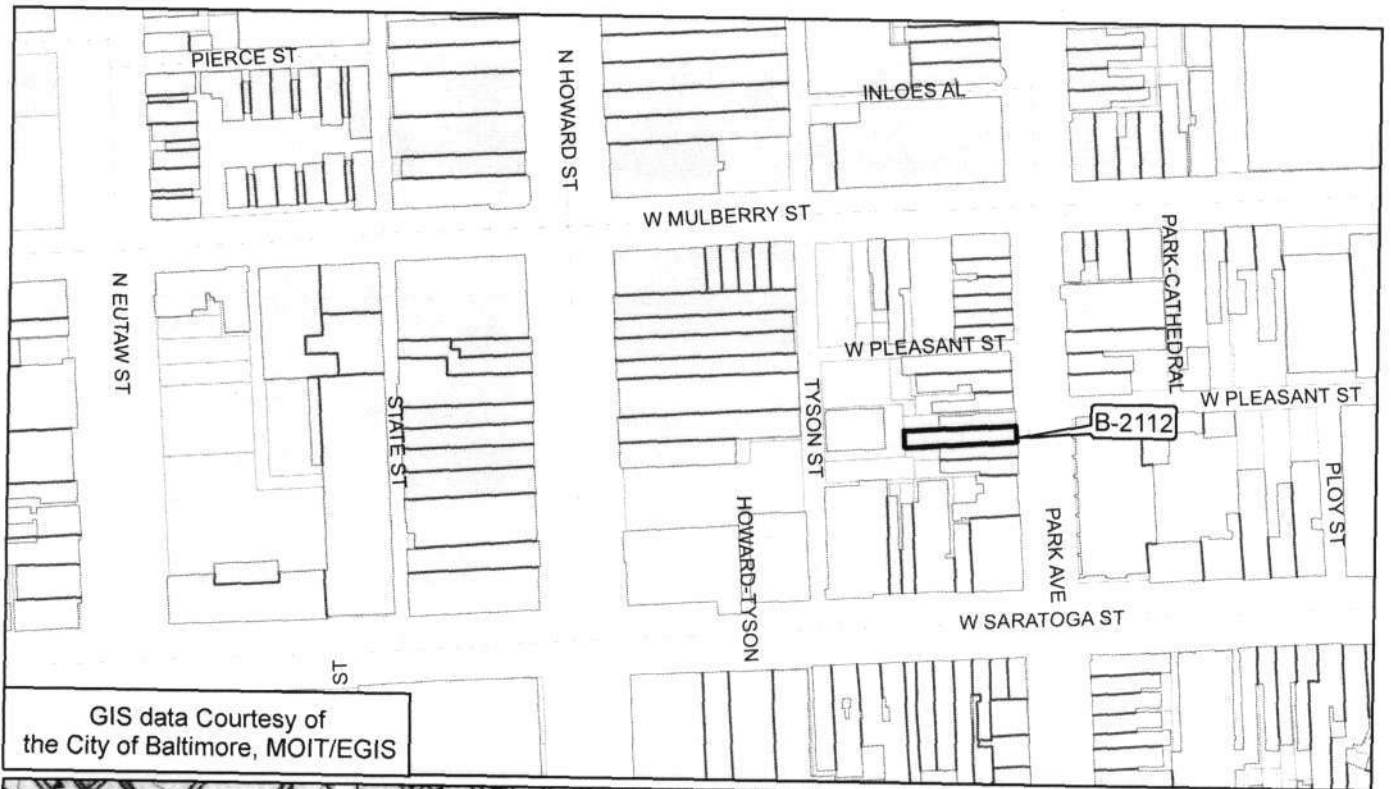 PIERCE ST
N HOWARD ST
INLOES AL
W MULBERRY ST
PARK-CATHEDRAL
N EUTAW ST
W PLEASANT ST
STATE ST
TYSON ST
W PLEASANT ST
B-2112
PLOY ST
HOWARD-TYSON
PARK AVE
W SARATOGA ST
ST
GIS data Courtesy of
the City of Baltimore, MOIT/EGIS